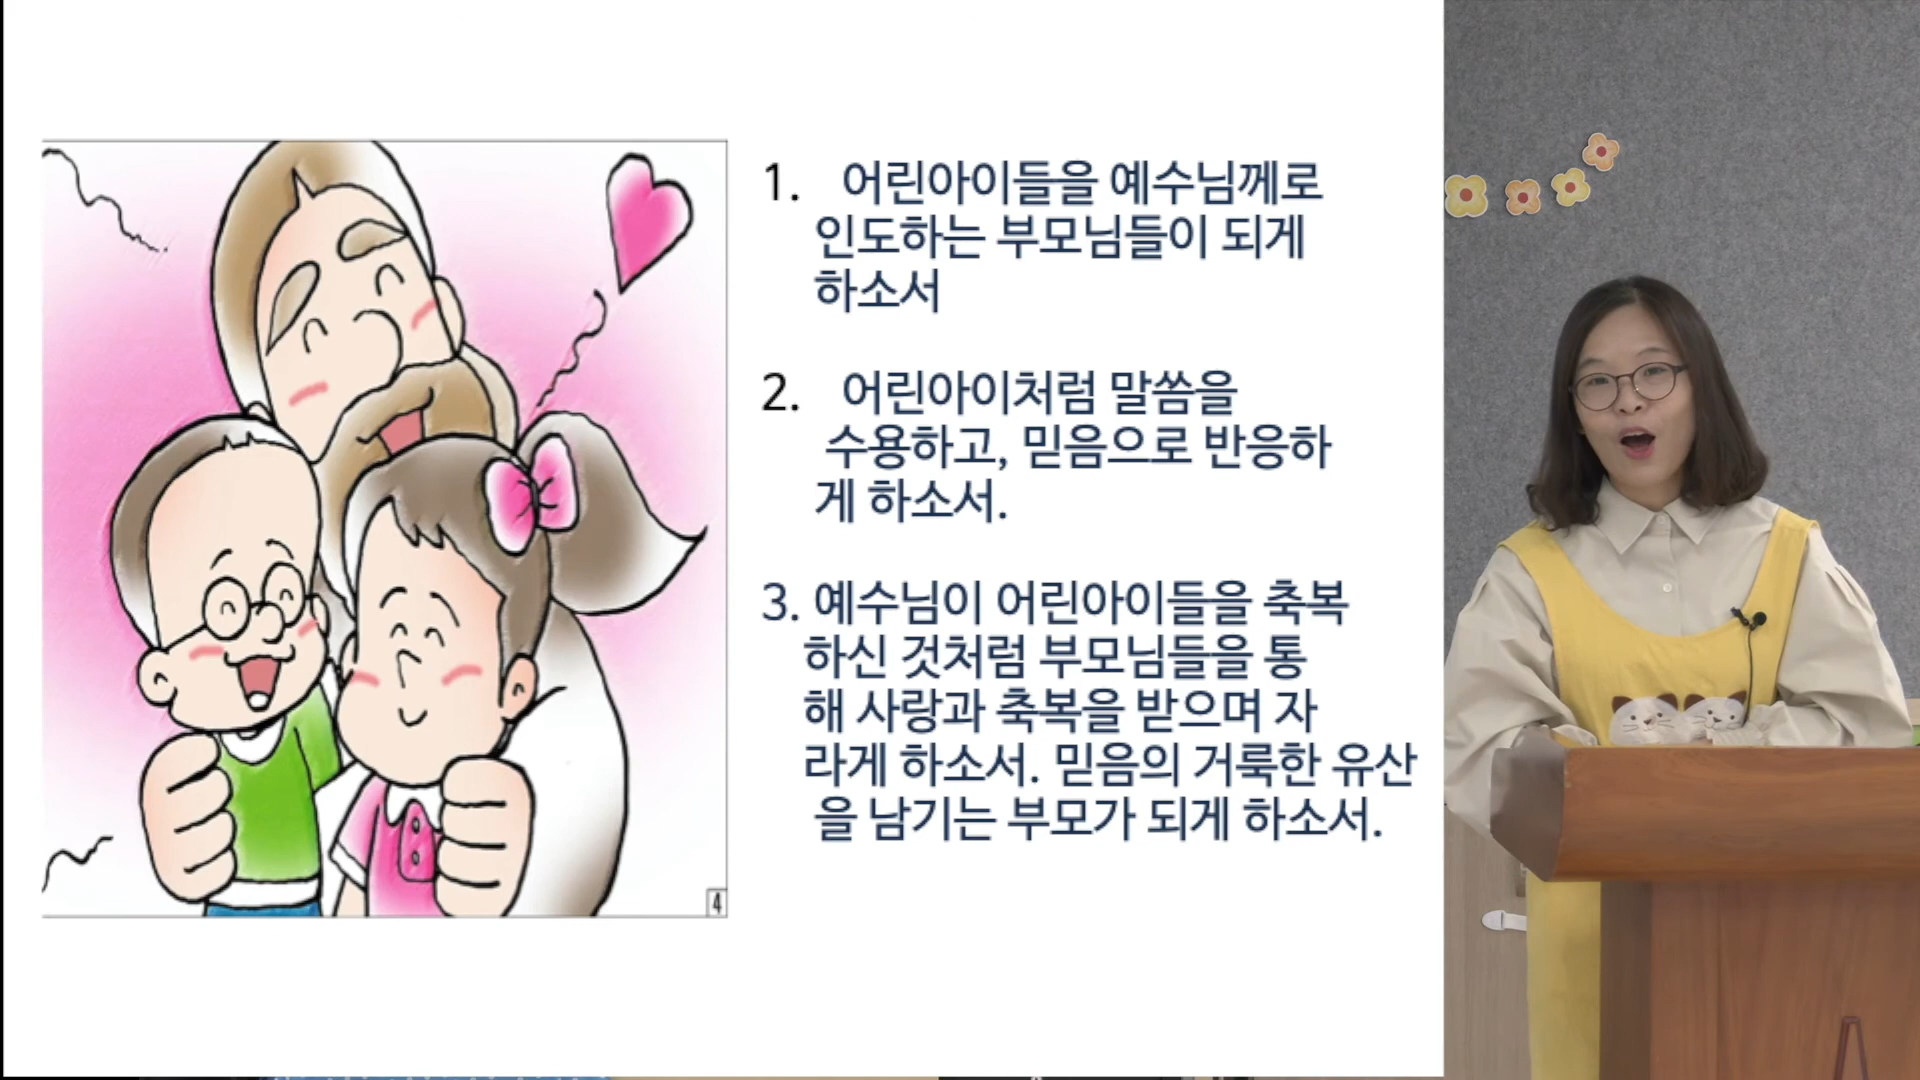 1. 어린아이들을 예수님께로
인도하는 부모님들이 되게
하소서
2. 어린아이처럼 말씀을
수용하고, 믿음으로 반응하
게 하소서.
3. 예수님이 어린아이들을 축복
하신 것처럼 부모님들을 통
해 사랑과 축복을 받으며 자
라게 하소서. 믿음의 거룩한 유산
을 남기는 부모가 되게 하소서.
4